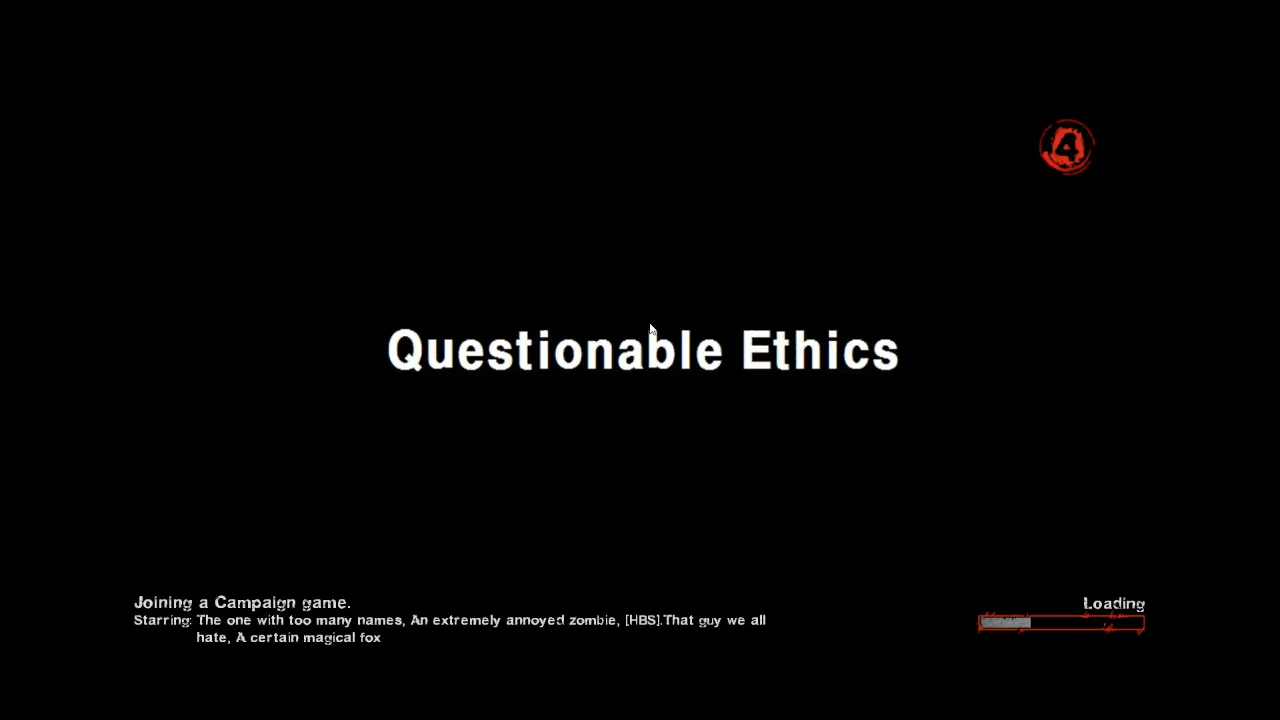 4
Questionable Ethics
Joining a Campaign game.
Loading
Starring: The one with too many names, An extremely annoyed zombie, [HBS].That guy we all
hate, A certain magical fox